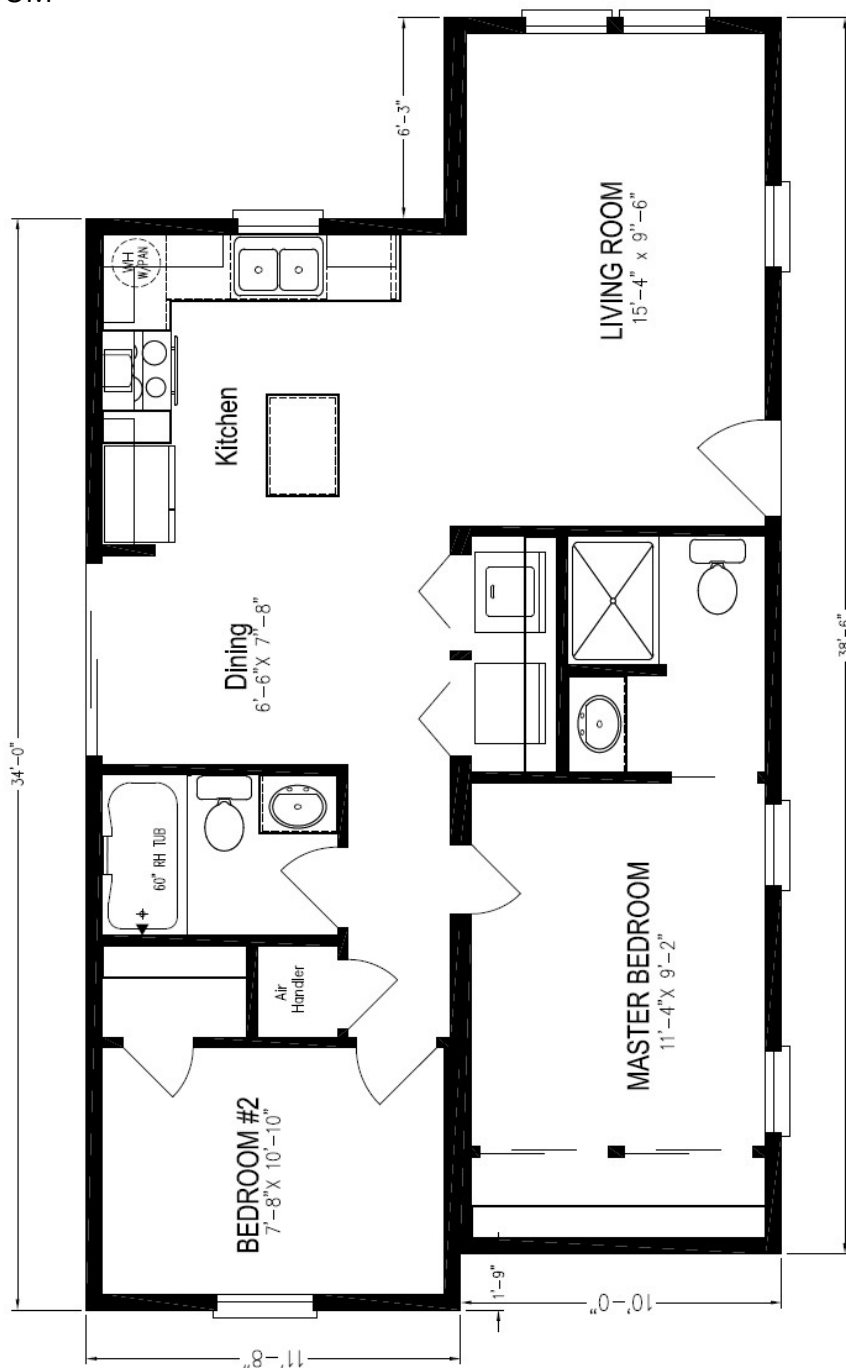 6'-3"
LIVING ROOM
15'-4" x 9'-6"
WH
W/PAN
Kitchen
Dining
6'-6"X 7"-8"
34'-0"
38'-6"
60" RH TUB
Air
Handler
MASTER BEDROOM
11'-4"X 9'-2"
BEDROOM #2
7'-8"X 10'-10"
1'-9"
10'-0"
11'-8"